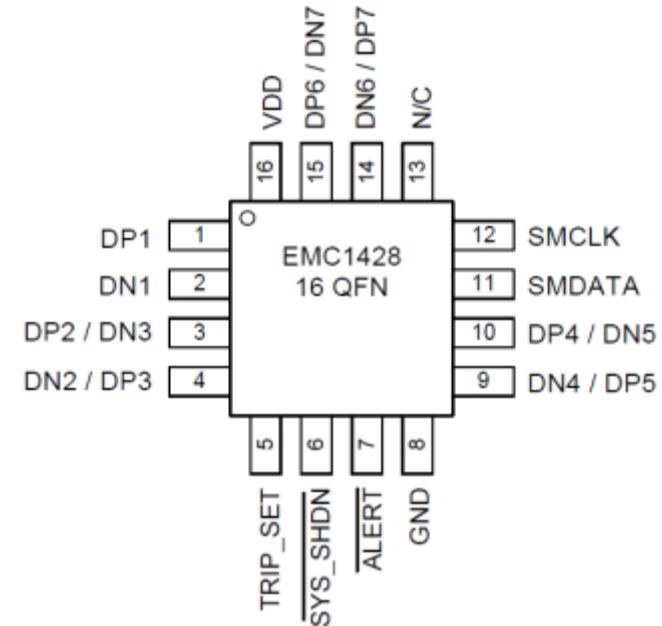 VDD
DP6 / DN7
DN6 / DP7
N/C
16
15
14
13
DP1 1
DN1 2
DP2 / DN3 3
DN2 / DP3 4
EMC1428
16 QFN
12 SMCLK
11 SMDATA
10 DP4 / DN5
9 DN4 / DP5
5
6
7
8
TRIP_SET
SYS_SHDN
ALERT
GND